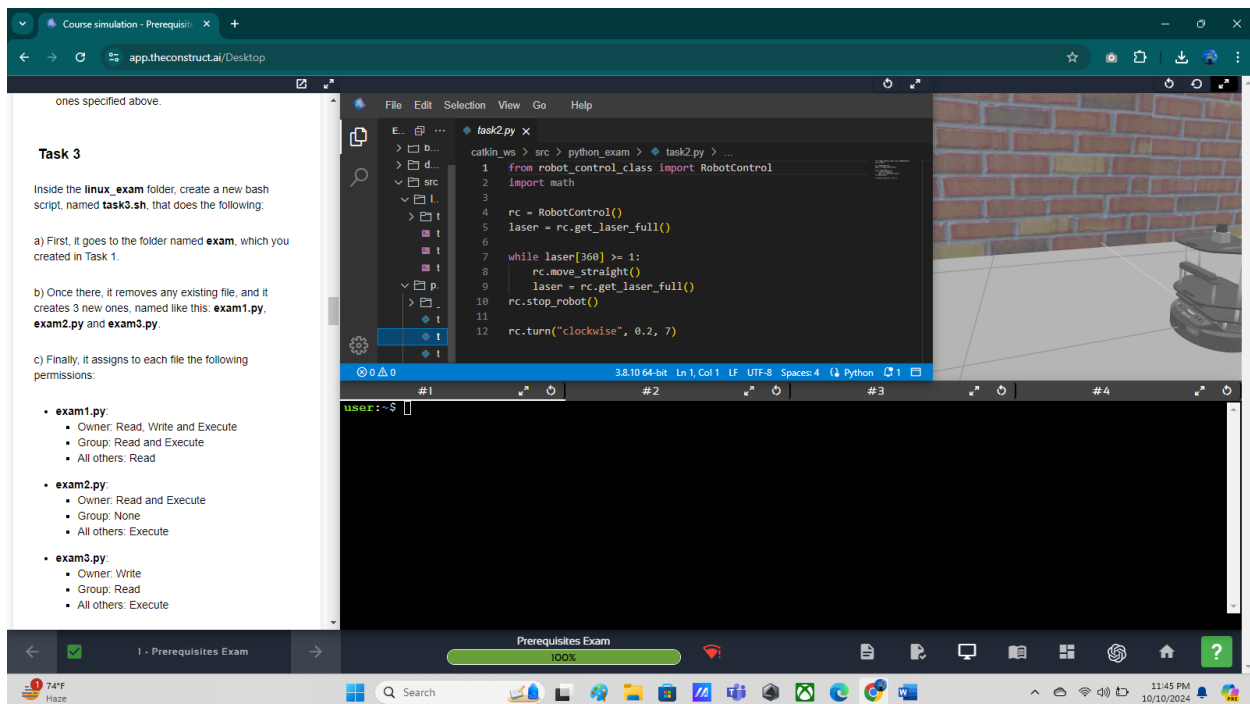 Course simulation - Prerequisit
app.theconstruct.ai/Desktop
ones specified above.
Task 3
Inside the linux_exam folder, create a new bash
script, named task3.sh, that does the following:
a) First, it goes to the folder named exam, which you
created in Task 1.
b) Once there, it removes any existing file, and it
creates 3 new ones, named like this: exam1.py,
exam2.py and exam3.py.
c) Finally, it assigns to each file the following
permissions:
• exam1.py:
▪ Owner: Read, Write and Execute
▪ Group: Read and Execute
▪ All others: Read
• exam2.py:
▪ Owner: Read and Execute
▪ Group: None
▪ All others: Execute
• exam3.py:
▪ Owner: Write
▪ Group: Read
▪ All others: Execute
File Edit Selection View Go Help
E... ··· task2.py
> b...
> d...
src
l..
> t
t
t
t
p.
> _
t
t
t
catkin_ws > src > python_exam > task2.py > ...
1 from robot_control_class import RobotControl
2 import math
3
4 rc = RobotControl()
5 laser = rc.get_laser_full()
6
7 while laser[360] >= 1:
8 rc.move_straight()
9 laser = rc.get_laser_full()
10 rc.stop_robot()
11
12 rc.turn("clockwise", 0.2, 7)
0 0 3.8.10 64-bit Ln 1, Col 1 LF UTF-8 Spaces: 4 Python 1
#1 #2 #3 #4
user:~$
1 - Prerequisites Exam
Prerequisites Exam
100%
?
1
74°F
Haze
Search
11:45 PM
10/10/2024
PRE